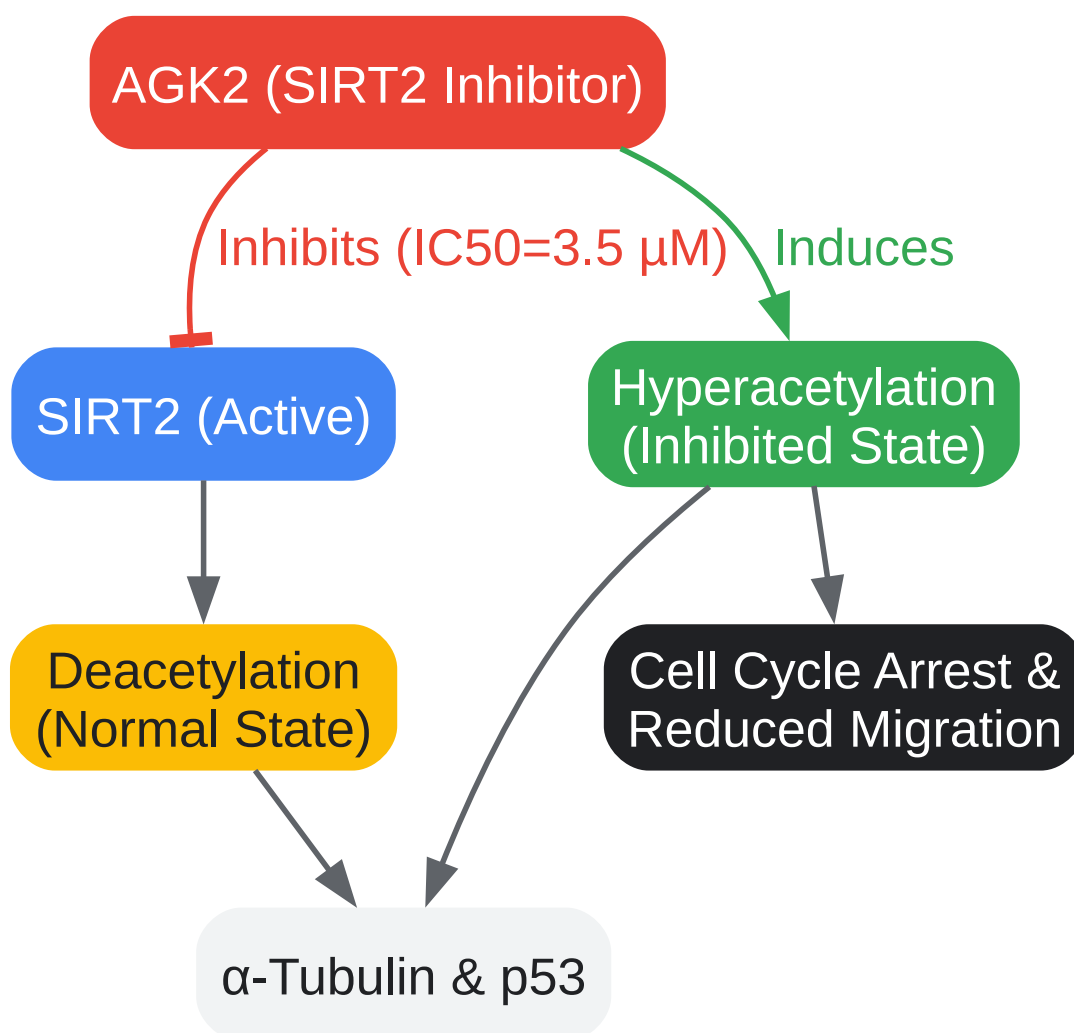 AGK2 (SIRT2 Inhibitor)
Inhibits (IC50=3.5 µM)
Induces
SIRT2 (Active)
Hyperacetylation
(Inhibited State)
Deacetylation
(Normal State)
Cell Cycle Arrest &
Reduced Migration
α-Tubulin & p53